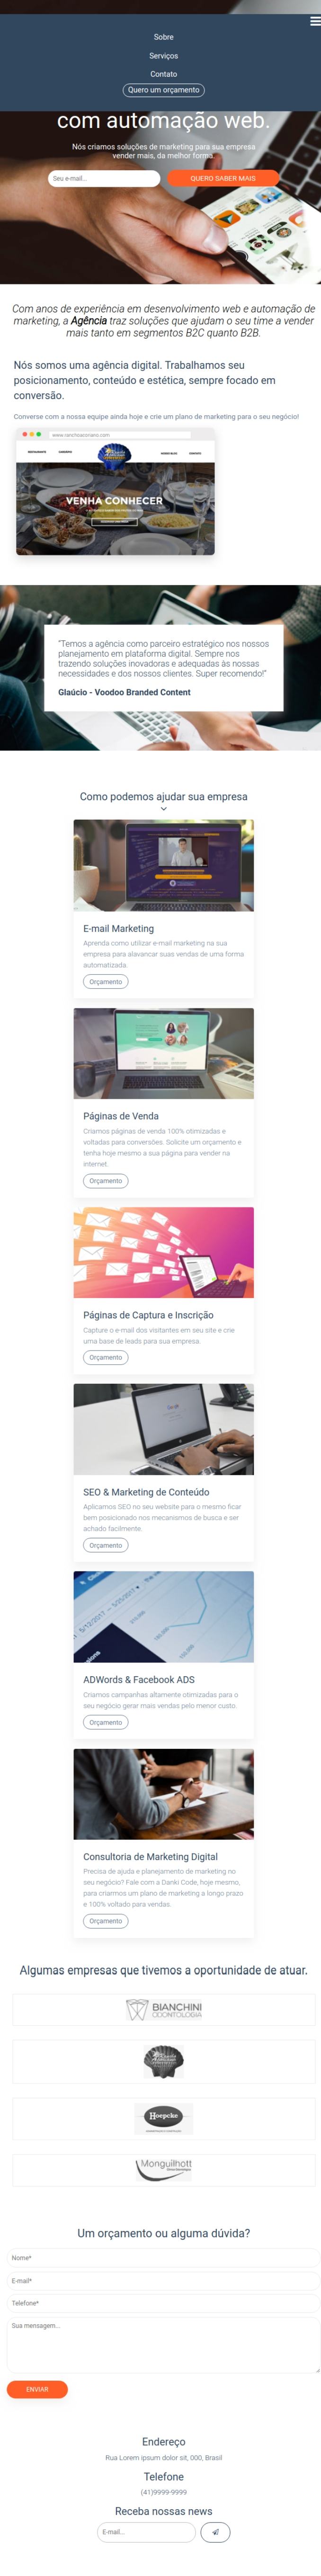 Sobre
Serviços
Contato
Quero um orçamento
com automação web.
Nós criamos soluções de marketing para sua empresa
vender mais, da melhor forma.
Seu e-mail...
QUERO SABER MAIS
Com anos de experiência em desenvolvimento web e automação de
marketing, a Agência traz soluções que ajudam o seu time a vender
mais tanto em segmentos B2C quanto B2B.
Nós somos uma agência digital. Trabalhamos seu
posicionamento, conteúdo e estética, sempre focado em
conversão.
Converse com a nossa equipe ainda hoje e crie um plano de marketing para o seu negócio!
VENHA CONHECER
“Temos a agência como parceiro estratégico nos nossos
planejamento em plataforma digital. Sempre nos
trazendo soluções inovadoras e adequadas às nossas
necessidades e dos nossos clientes. Super recomendo!”
Gláucio - Voodoo Branded Content
Como podemos ajudar sua empresa
E-mail Marketing
Aprenda como utilizar e-mail marketing na sua
empresa para alavancar suas vendas de uma forma
automatizada.
Orçamento
Páginas de Venda
Criamos páginas de venda 100% otimizadas e
voltadas para conversões. Solicite um orçamento e
tenha hoje mesmo a sua página para vender na
internet.
Orçamento
Páginas de Captura e Inscrição
Capture o e-mail dos visitantes em seu site e crie
uma base de leads para sua empresa.
Orçamento
SEO & Marketing de Conteúdo
Aplicamos SEO no seu website para o mesmo ficar
bem posicionado nos mecanismos de busca e ser
achado facilmente.
Orçamento
ADWords & Facebook ADS
Criamos campanhas altamente otimizadas para o
seu negócio gerar mais vendas pelo menor custo.
Orçamento
Consultoria de Marketing Digital
Precisa de ajuda e planejamento de marketing no
seu negócio? Fale com a Danki Code, hoje mesmo,
para criarmos um plano de marketing a longo prazo
e 100% voltado para vendas.
Orçamento
Algumas empresas que tivemos a oportunidade de atuar.
BIANCHINI
ODONTOLOGIA
Hoepcke
Monguilhott
Um orçamento ou alguma dúvida?
Nome*
E-mail*
Telefone*
Sua mensagem...
ENVIAR
Endereço
Rua Lorem ipsum dolor sit, 000, Brasil
Telefone
(41)9999-9999
Receba nossas news
E-mail...